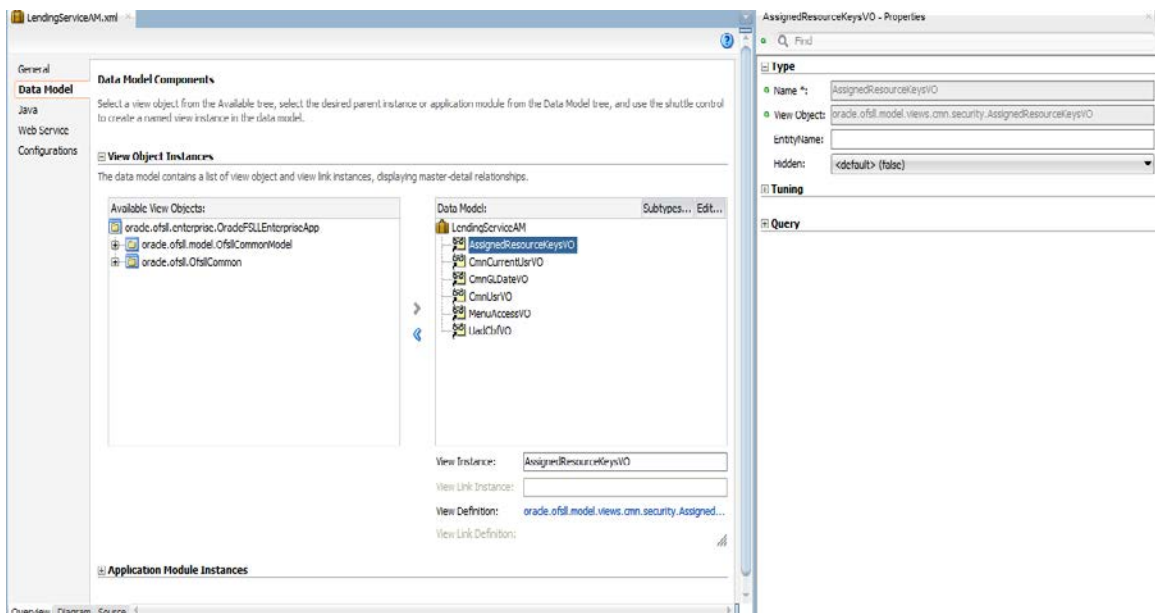 LendingServiceAM.xml
General
Data Model
Java
Web Service
Configurations
Data Model Components
Select a view object from the Available tree, select the desired parent instance or application module from the Data Model tree, and use the shuttle control
to create a named view instance in the data model.
View Object Instances
The data model contains a list of view object and view link instances, displaying master-detail relationships.
Available View Objects:
oracle.ofsll.enterprise.OracleFSLLEnterpriseApp
oracle.ofsll.model.OfsllCommonModel
oracle.ofsll.OfsllCommon
Data Model:
Subtypes... Edit...
LendingServiceAM
AssignedResourceKeysVO
CmnCurrentUsrVO
CmnGLDateVO
CmnUsrVO
MenuAccessVO
View Instance: AssignedResourceKeysVO
View Link Instance:
View Definition: oracle.ofsll.model.views.cmn.security.Assigned...
View Link Definition:
Application Module Instances
Overview Diagram Source
AssignedResourceKeysVO - Properties
Find
Type
Name *: AssignedResourceKeysVO
View Object: oracle.ofsll.model.views.cmn.security.AssignedResourceKeysVO
EntityName:
Hidden: <default> (false)
Tuning
Query